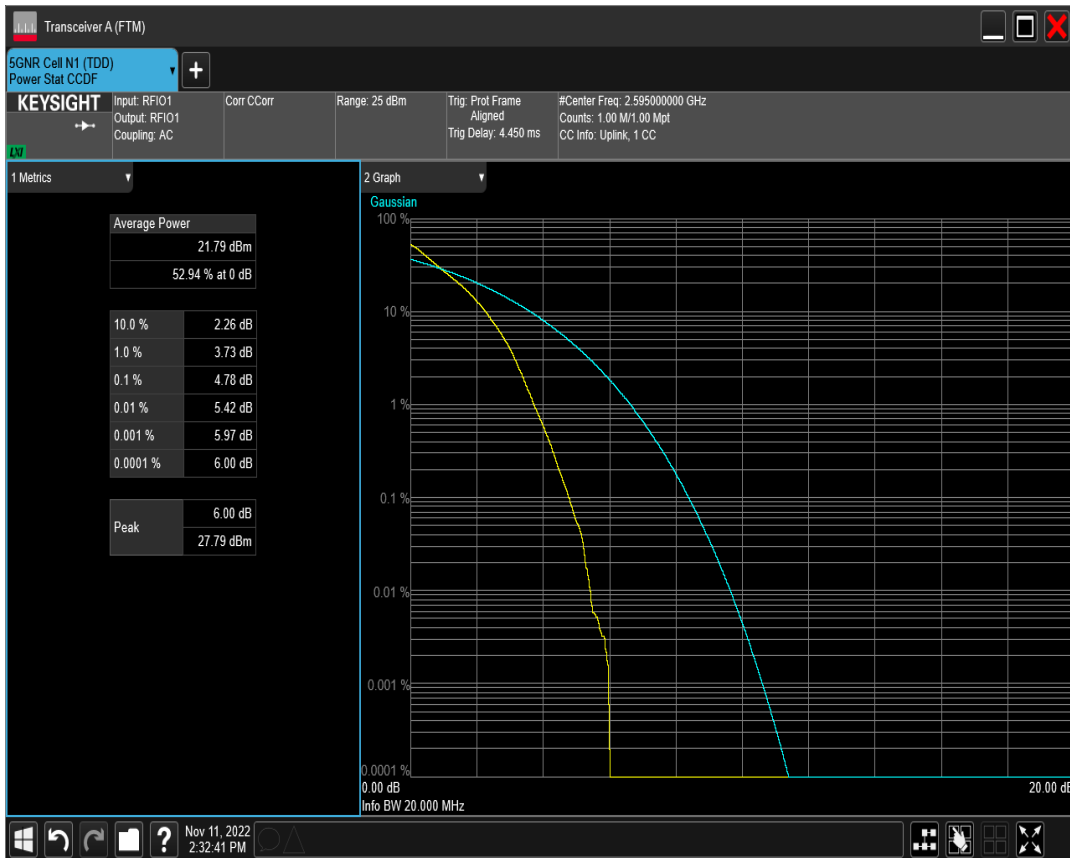 Transceiver A (FTM)
5GNR Cell N1 (TDD)
Power Stat CCDF
KEYSIGHT
LXI
Input: RFIO1
Output: RFIO1
Coupling: AC
Corr CCorr
Range: 25 dBm
Trig: Prot Frame
Aligned
Trig Delay: 4.450 ms
#Center Freq: 2.595000000 GHz
Counts: 1.00 M/1.00 Mpt
CC Info: Uplink, 1 CC
1 Metrics
Average Power
21.79 dBm
52.94 % at 0 dB
10.0 % 2.26 dB
1.0 % 3.73 dB
0.1 % 4.78 dB
0.01 % 5.42 dB
0.001 % 5.97 dB
0.0001 % 6.00 dB
Peak 6.00 dB
27.79 dBm
2 Graph
Gaussian
100 %
10 %
1 %
0.1 %
0.01 %
0.001 %
0.0001 %
0.00 dB 20.00 dB
Info BW 20.000 MHz
?
Nov 11, 2022
2:32:41 PM